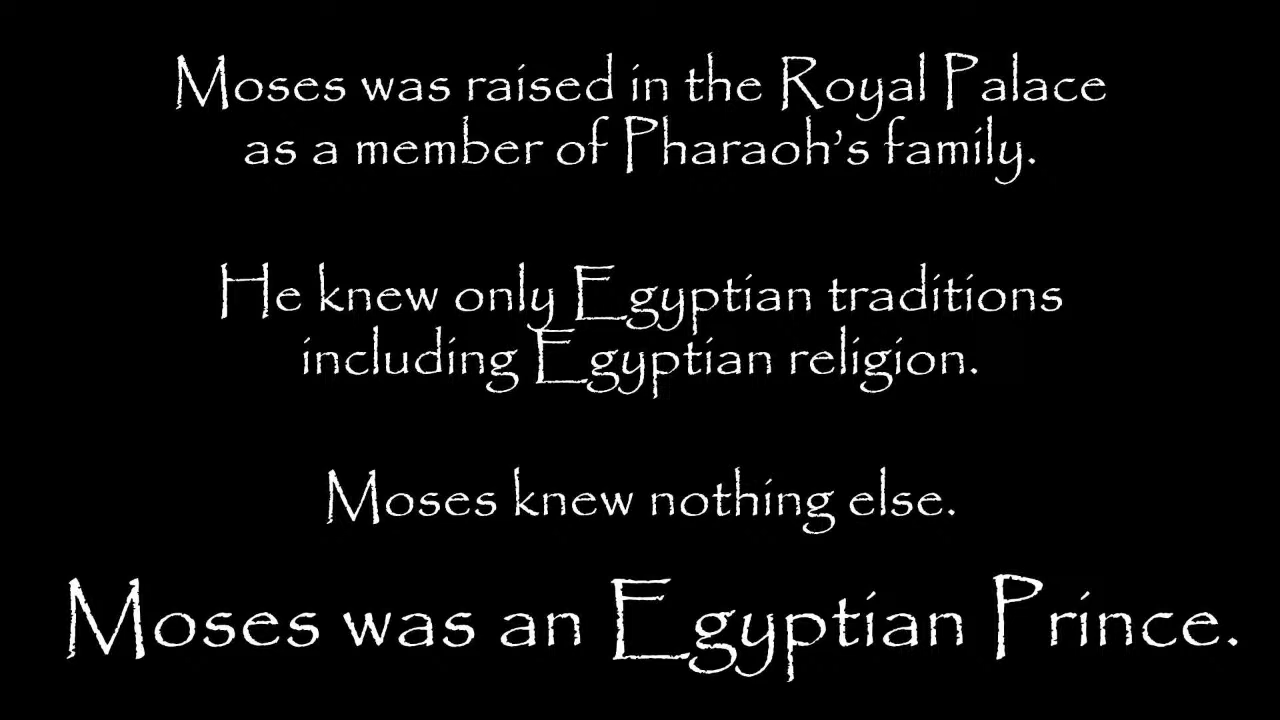 Moses was raised in the Royal Palace
as a member of Pharaoh's family.
He knew only Egyptian traditions
including Egyptian religion.
Moses knew nothing else.
Moses was an Egyptian Prince.